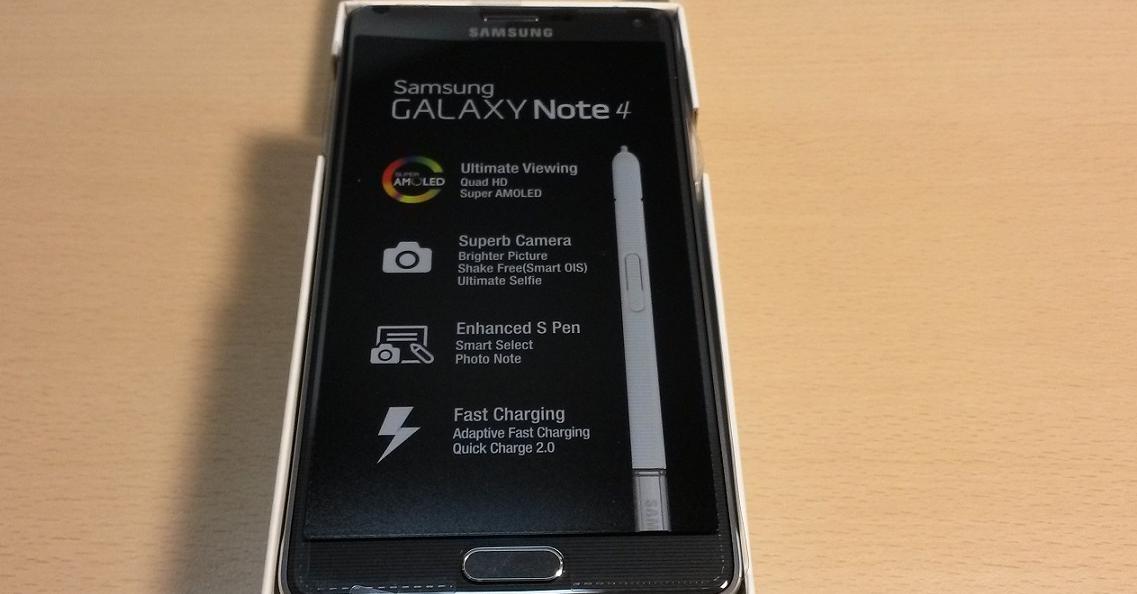 SAMSUNG
Samsung
GALAXY Note 4
SUPER
AMOLED
Ultimate Viewing
Quad HD
Super AMOLED
Superb Camera
Brighter Picture
Shake Free(Smart OIS)
Ultimate Selfie
Enhanced S Pen
Smart Select
Photo Note
Fast Charging
Adaptive Fast Charging
Quick Charge 2.0
SAM